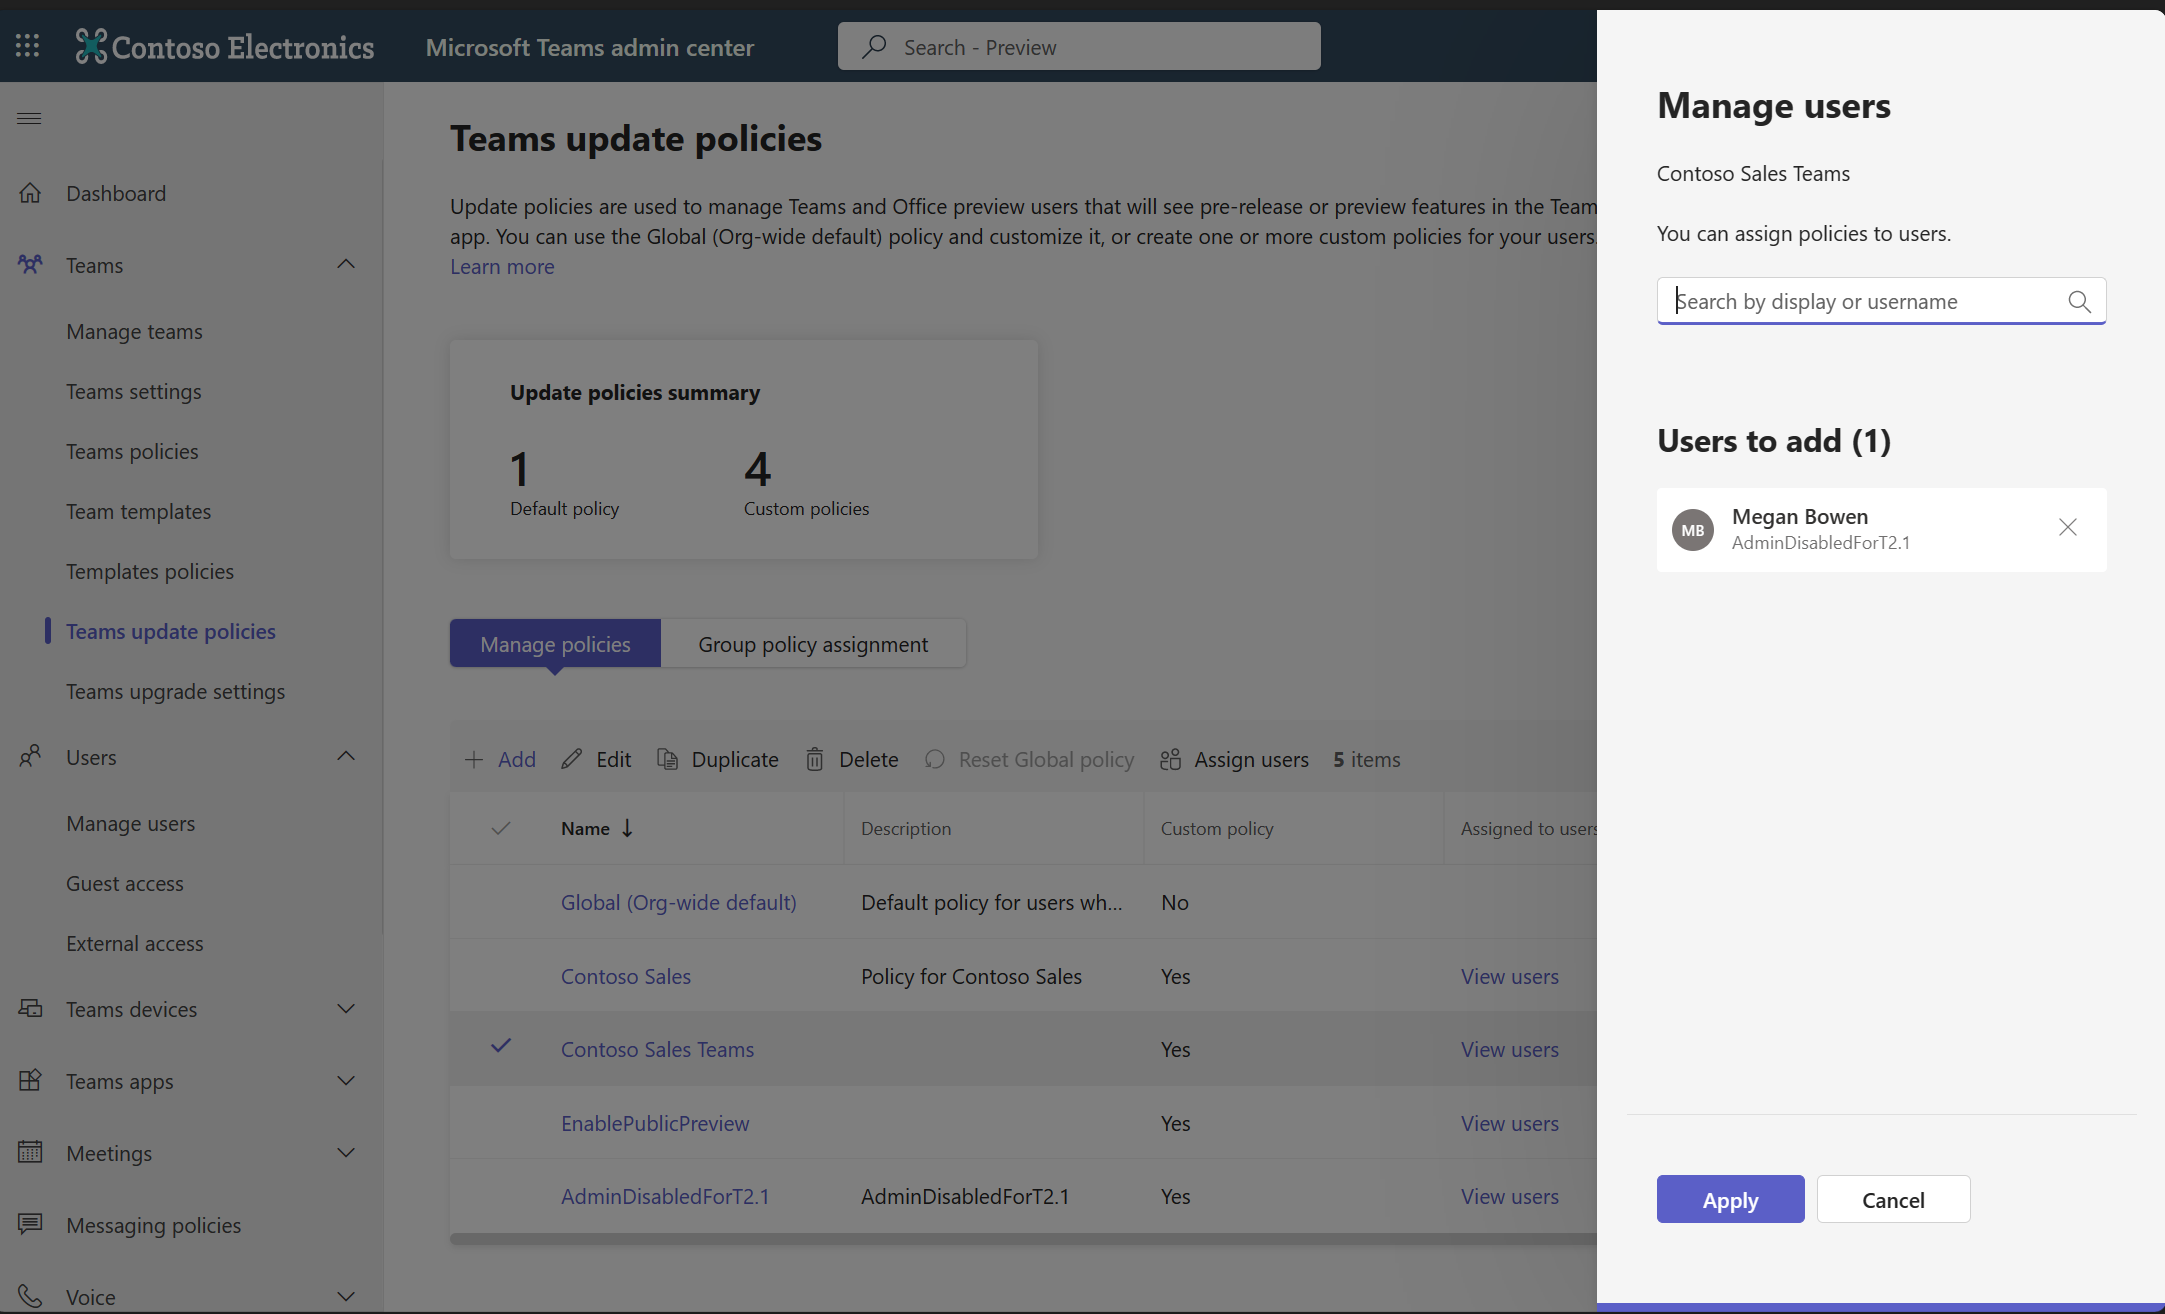 Contoso Electronics
Microsoft Teams admin center
Search - Preview
Dashboard
Teams
Manage teams
Teams settings
Teams policies
Team templates
Templates policies
Teams update policies
Teams upgrade settings
Users
Manage users
Guest access
External access
Teams devices
Teams apps
Meetings
Messaging policies
Voice
Teams update policies
Update policies are used to manage Teams and Office preview users that will see pre-release or preview features in the Team
app. You can use the Global (Org-wide default) policy and customize it, or create one or more custom policies for your users.
Learn more
Update policies summary
1 4
Default policy Custom policies
Manage policies Group policy assignment
Add Edit Duplicate Delete Reset Global policy Assign users 5 items
Name Description Custom policy Assigned to users
Global (Org-wide default) Default policy for users wh... No
Contoso Sales Policy for Contoso Sales Yes View users
Contoso Sales Teams Yes View users
EnablePublicPreview Yes View users
AdminDisabledForT2.1 AdminDisabledForT2.1 Yes View users
Manage users
Contoso Sales Teams
You can assign policies to users.
Search by display or username
Users to add (1)
MB Megan Bowen
AdminDisabledForT2.1
Apply Cancel